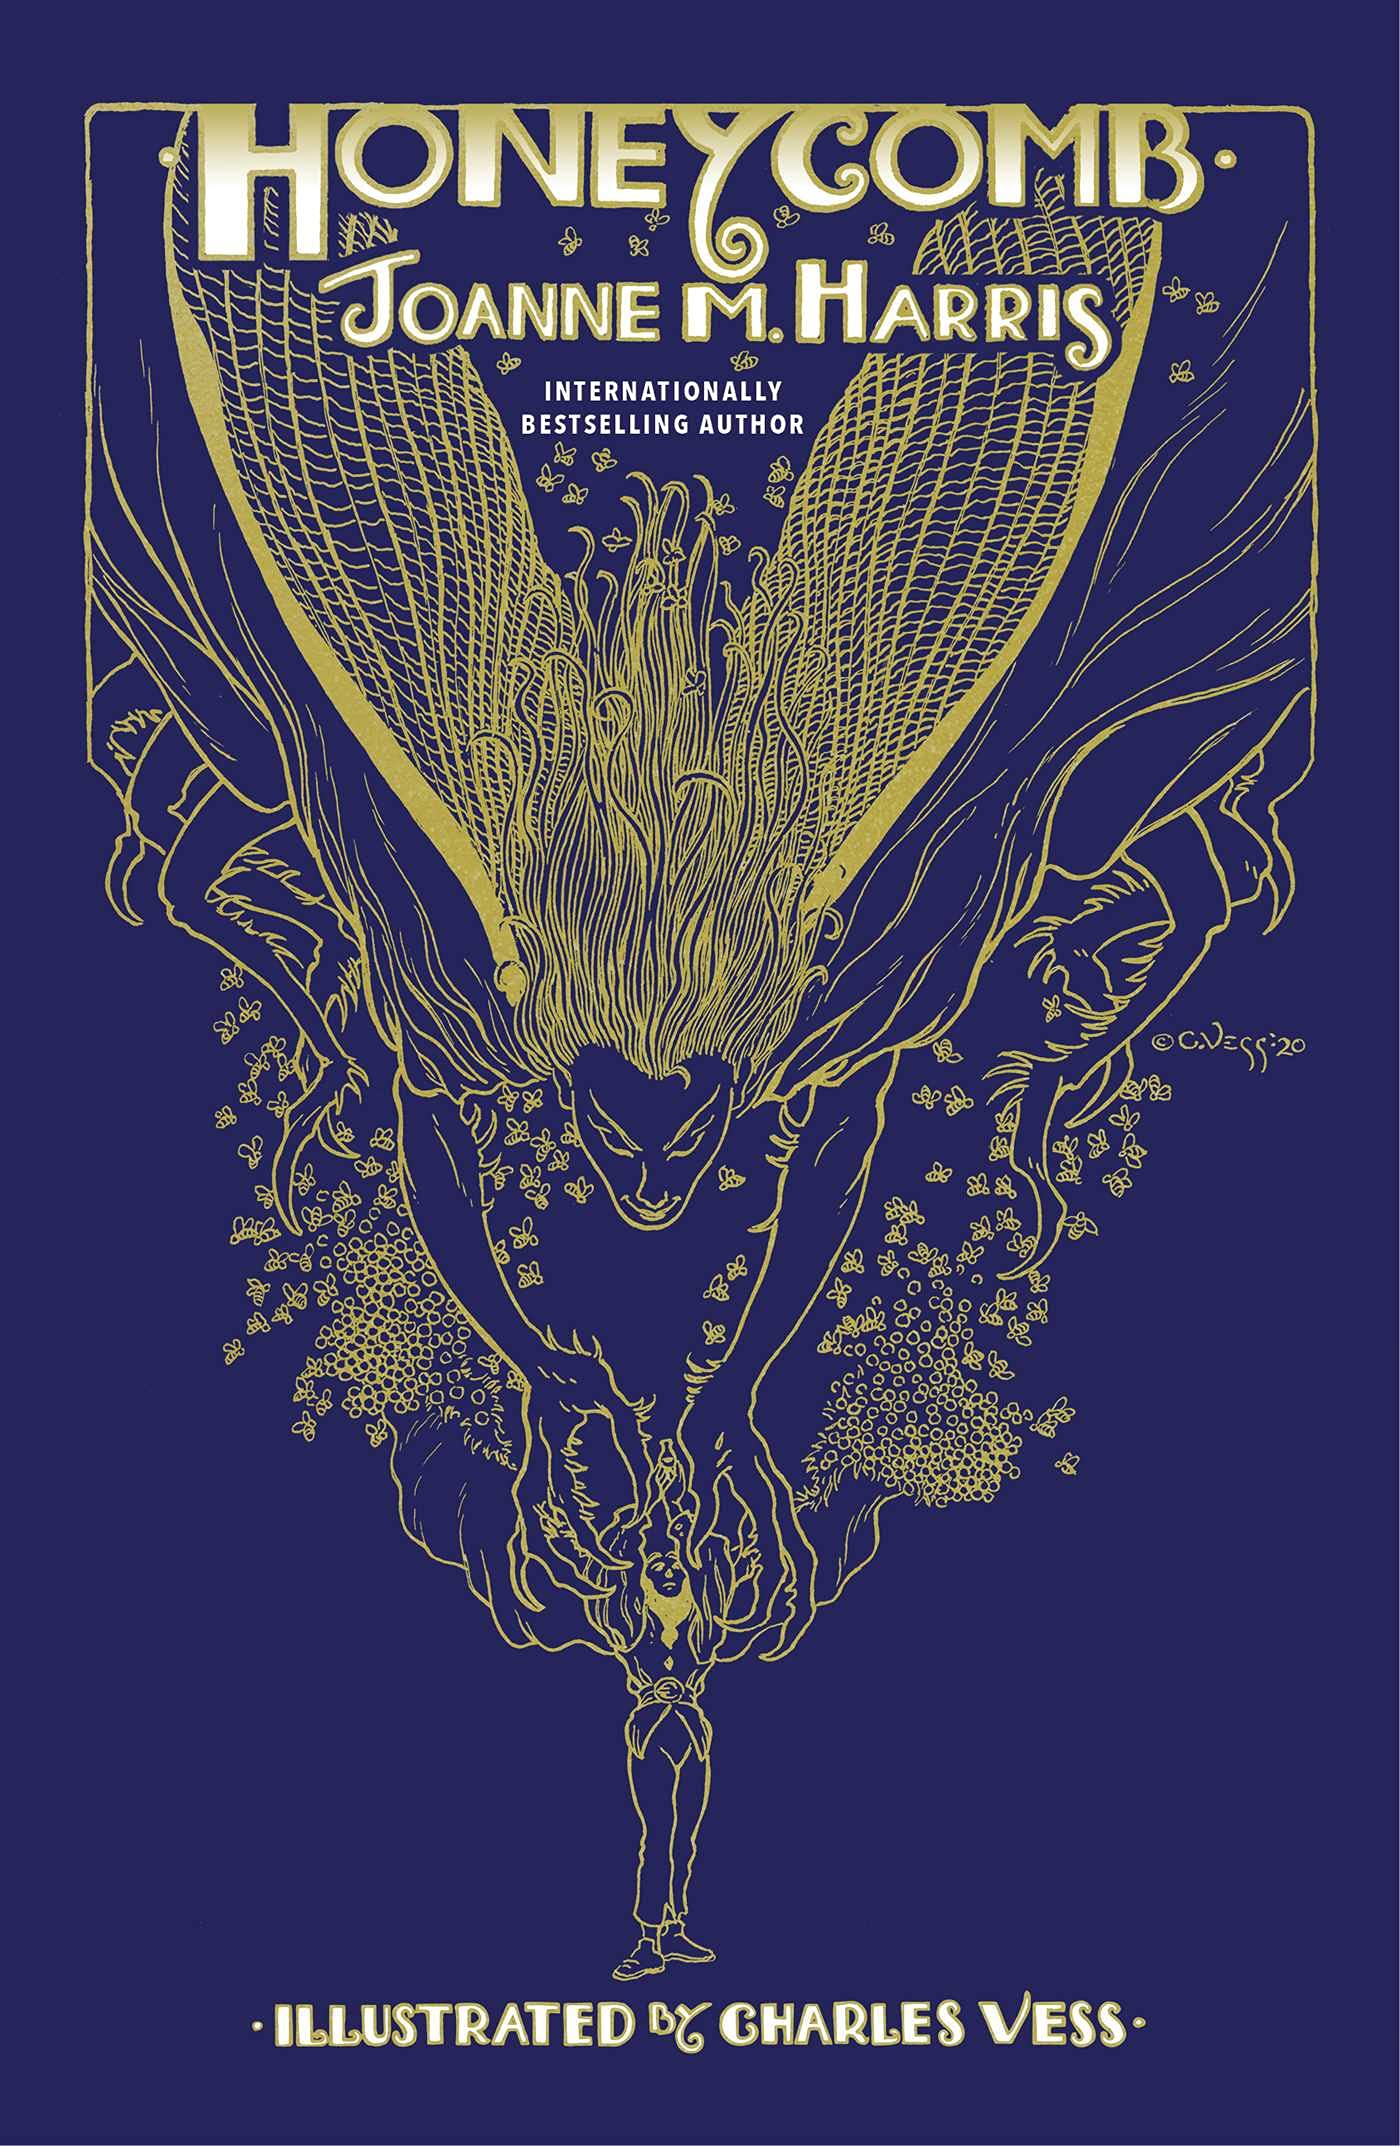 HONEYCOMB
JOANNE M. HARRIS
INTERNATIONALLY
BESTSELLING AUTHOR
© C. VESS '20
ILLUSTRATED BY CHARLES VESS